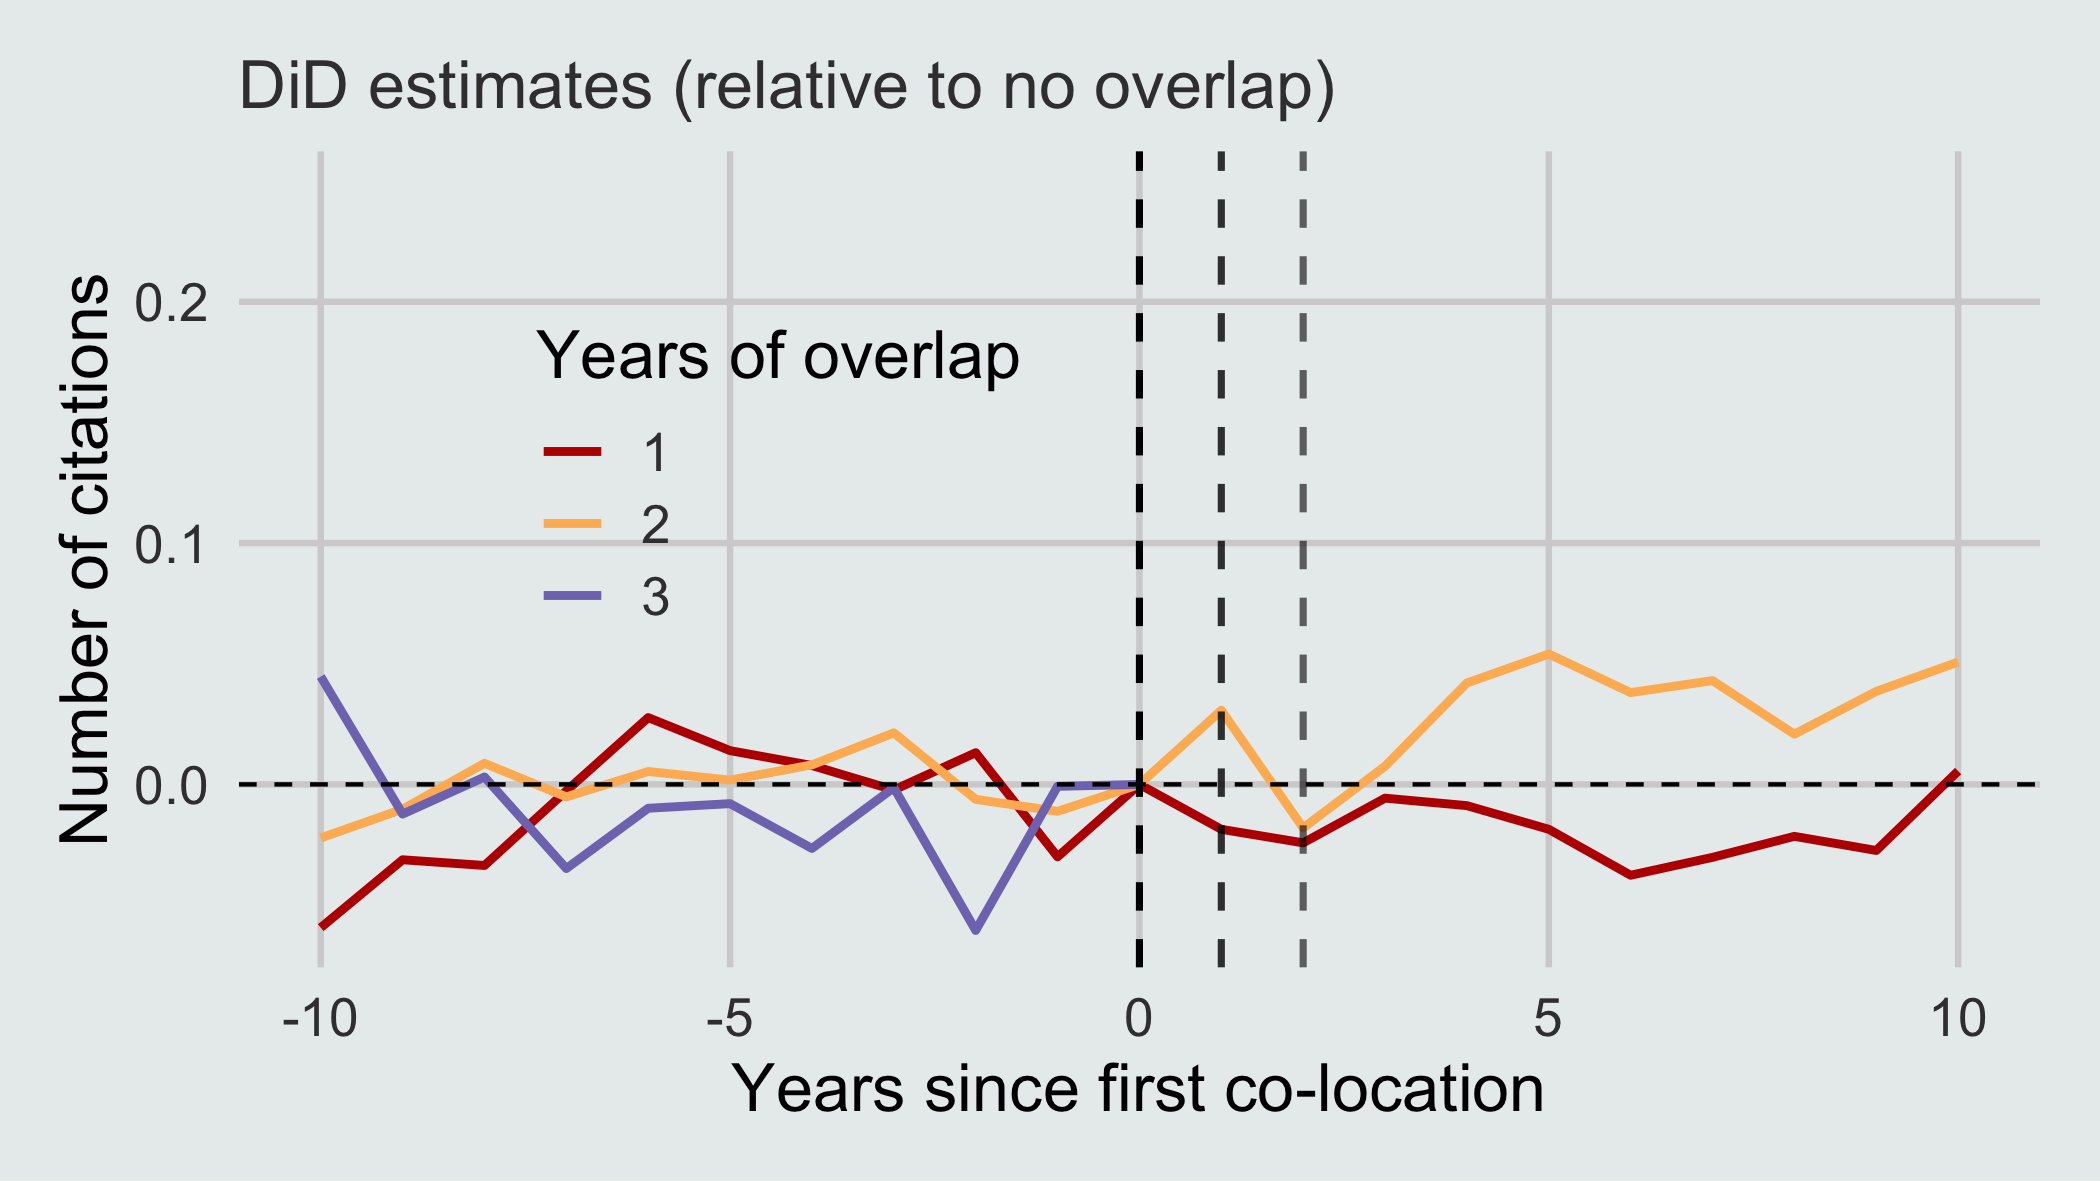 DiD estimates (relative to no overlap)
Number of citations
0.2
0.1
0.0
Years of overlap
1
2
3
-10 -5 0 5 10
Years since first co-location